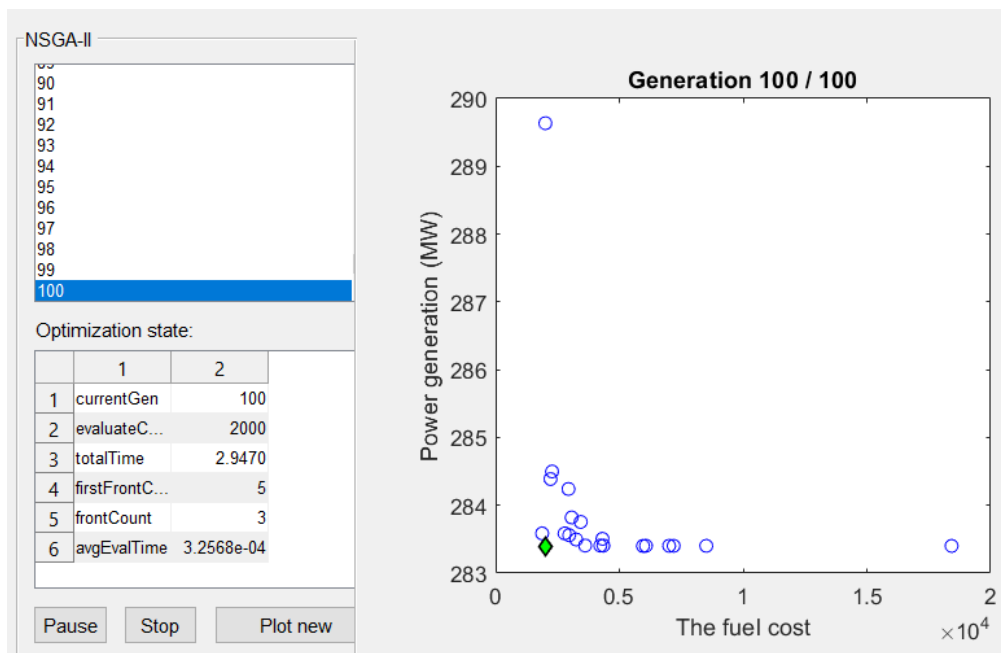 NSGA-II
90
91
92
93
94
95
96
97
98
99
100
Optimization state:
1 2
1 currentGen 100
2 evaluateC... 2000
3 totalTime 2.9470
4 firstFrontC... 5
5 frontCount 3
6 avgEvalTime 3.2568e-04
Pause Stop Plot new
Generation 100 / 100
290
289
288
287
286
285
284
283
Power generation (MW)
0 0.5 1 1.5 2
The fuel cost
×10⁴